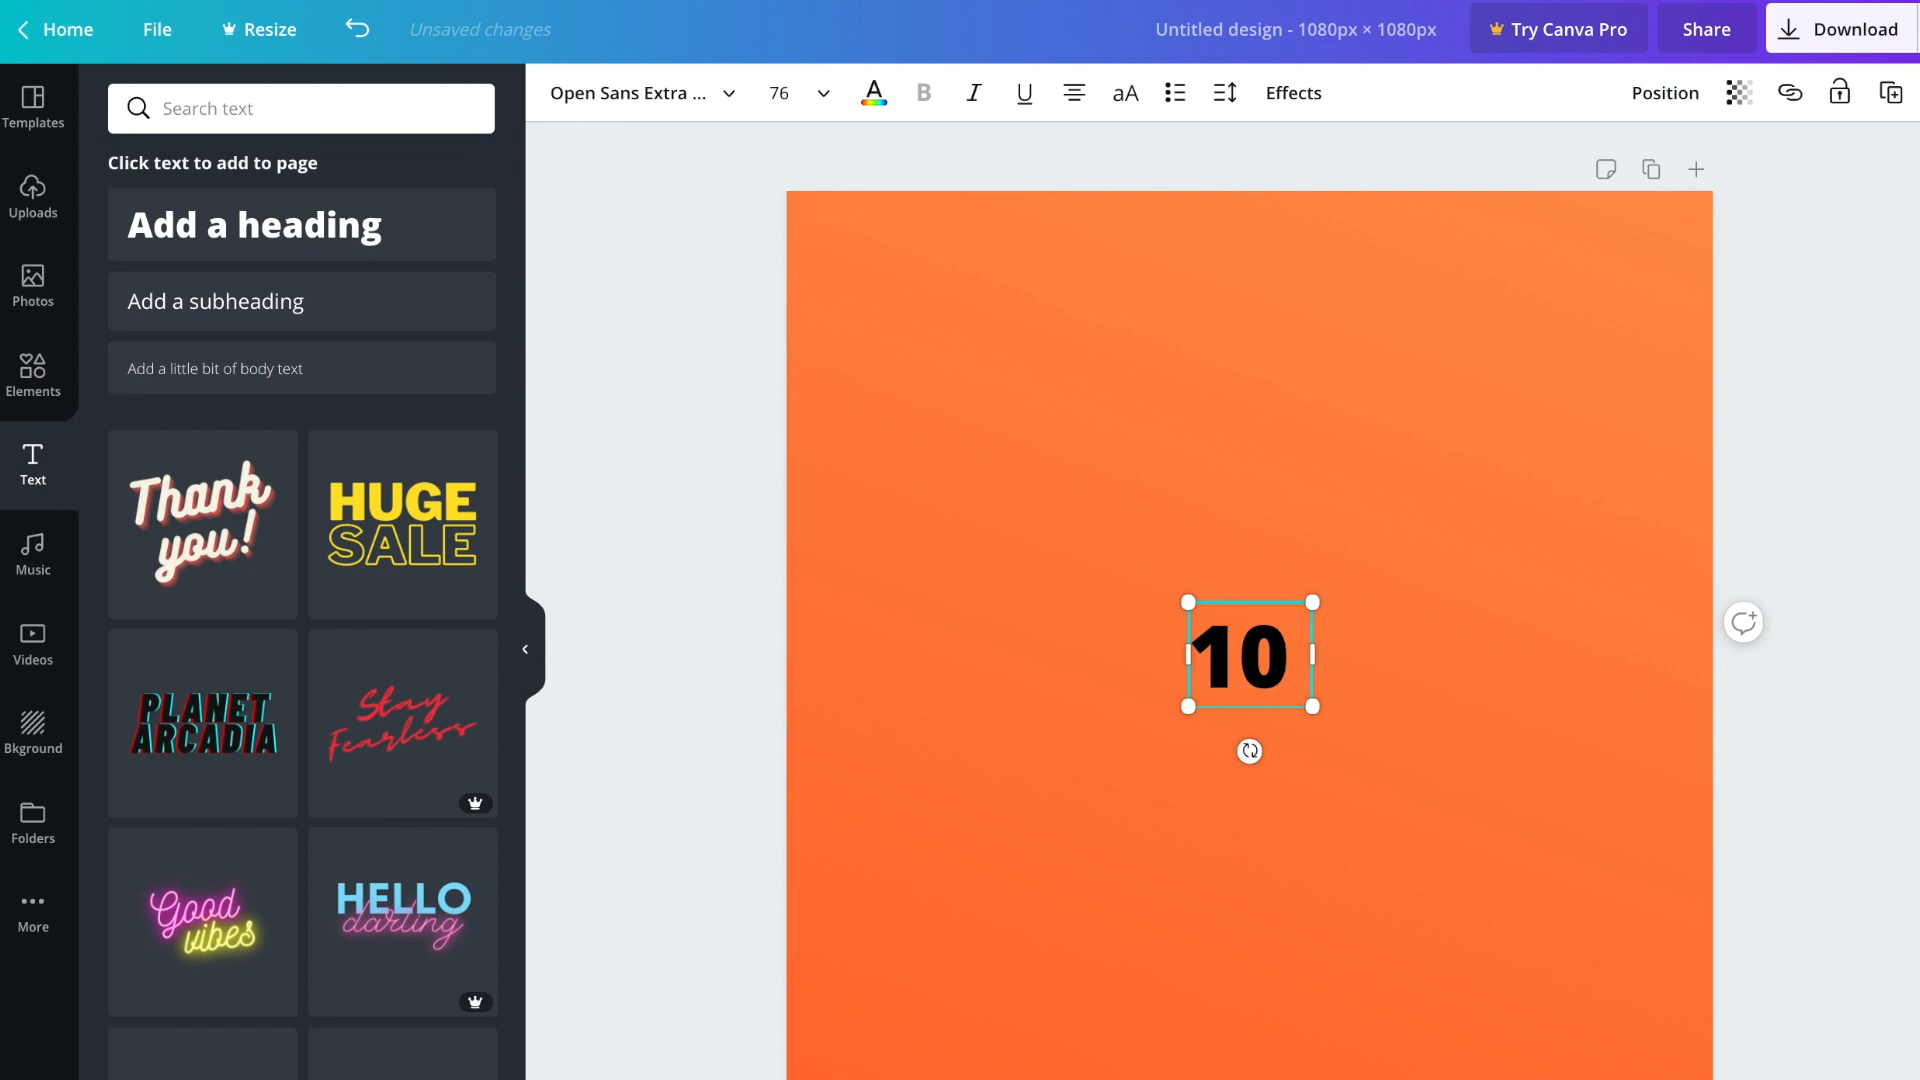 Home File Resize Unsaved changes Untitled design - 1080px × 1080px Try Canva Pro Share Download
Open Sans Extra ... 76 A B I U aA Effects Position
Templates
Uploads
Photos
Elements
Text
Music
Videos
Bkground
Folders
More
Search text
Click text to add to page
Add a heading
Add a subheading
Add a little bit of body text
Thank
you!
HUGE
SALE
PLANET
ARCADIA
Stay
Fearless
Good
vibes
HELLO
darling
10